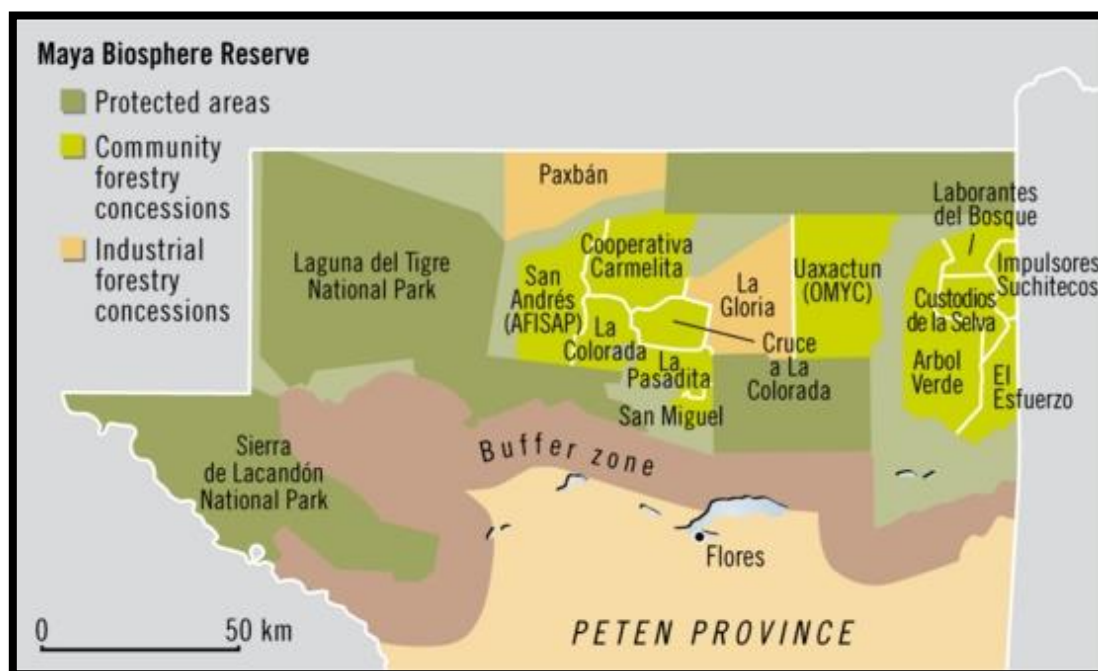 Maya Biosphere Reserve
Protected areas
Community
forestry
concessions
Industrial
forestry
concessions
Paxbán
Laguna del Tigre
National Park
San
Andrés
(AFISAP)
Cooperativa
Carmelita
La
Colorada
La
Pasadita
San Miguel
La
Gloria
Cruce
a La
Colorada
Uaxactun
(OMYC)
Laborantes
del Bosque
Impulsores
Suchitecos
Custodios
de la Selva
Arbol
Verde
El
Esfuerzo
Sierra
de Lacandón
National Park
Buffer zone
Flores
0 50 km
PETEN PROVINCE